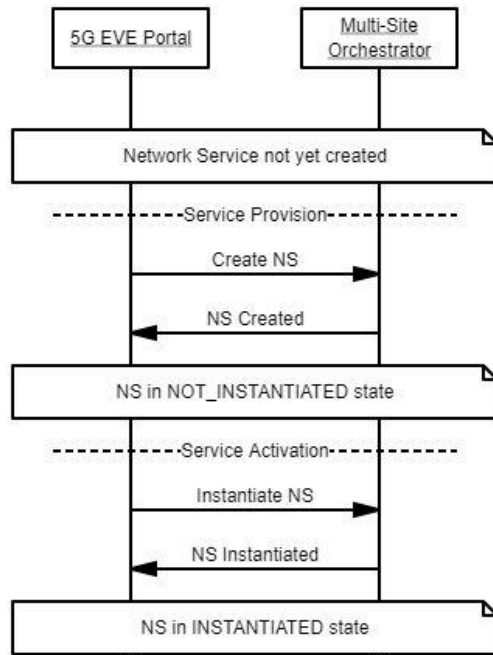 5G EVE Portal
Multi-Site
Orchestrator
Network Service not yet created
Service Provision
Create NS
NS Created
NS in NOT_INSTANTIATED state
Service Activation
Instantiate NS
NS Instantiated
NS in INSTANTIATED state